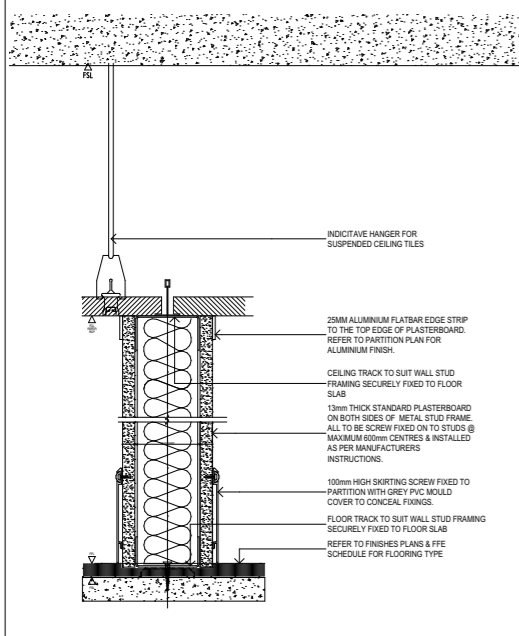 FSL
INDICITAVE HANGER FOR
SUSPENDED CEILING TILES
25MM ALUMINIUM FLATBAR EDGE STRIP
TO THE TOP EDGE OF PLASTERBOARD.
REFER TO PARTITION PLAN FOR
ALUMINIUM FINISH.
CEILING TRACK TO SUIT WALL STUD
FRAMING SECURELY FIXED TO FLOOR
SLAB
13mm THICK STANDARD PLASTERBOARD
ON BOTH SIDES OF METAL STUD FRAME.
ALL TO BE SCREW FIXED ON TO STUDS @
MAXIMUM 600mm CENTRES & INSTALLED
AS PER MANUFACTURERS
INSTRUCTIONS.
100mm HIGH SKIRTING SCREW FIXED TO
PARTITION WITH GREY PVC MOULD
COVER TO CONCEAL FIXINGS.
FLOOR TRACK TO SUIT WALL STUD FRAMING
SECURELY FIXED TO FLOOR SLAB
REFER TO FINISHES PLANS & FFE
SCHEDULE FOR FLOORING TYPE